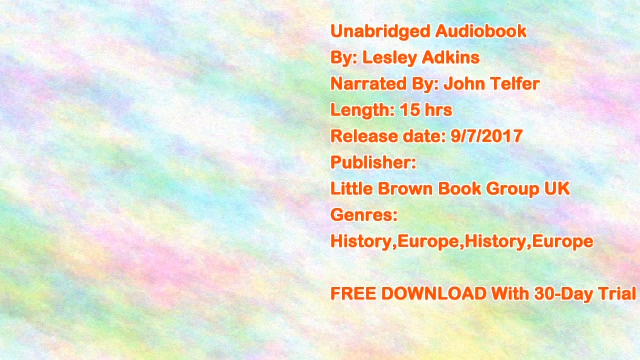 Unabridged Audiobook
By: Lesley Adkins
Narrated By: John Telfer
Length: 15 hrs
Release date: 9/7/2017
Publisher:
Little Brown Book Group UK
Genres:
History,Europe,History,Europe
FREE DOWNLOAD With 30-Day Trial